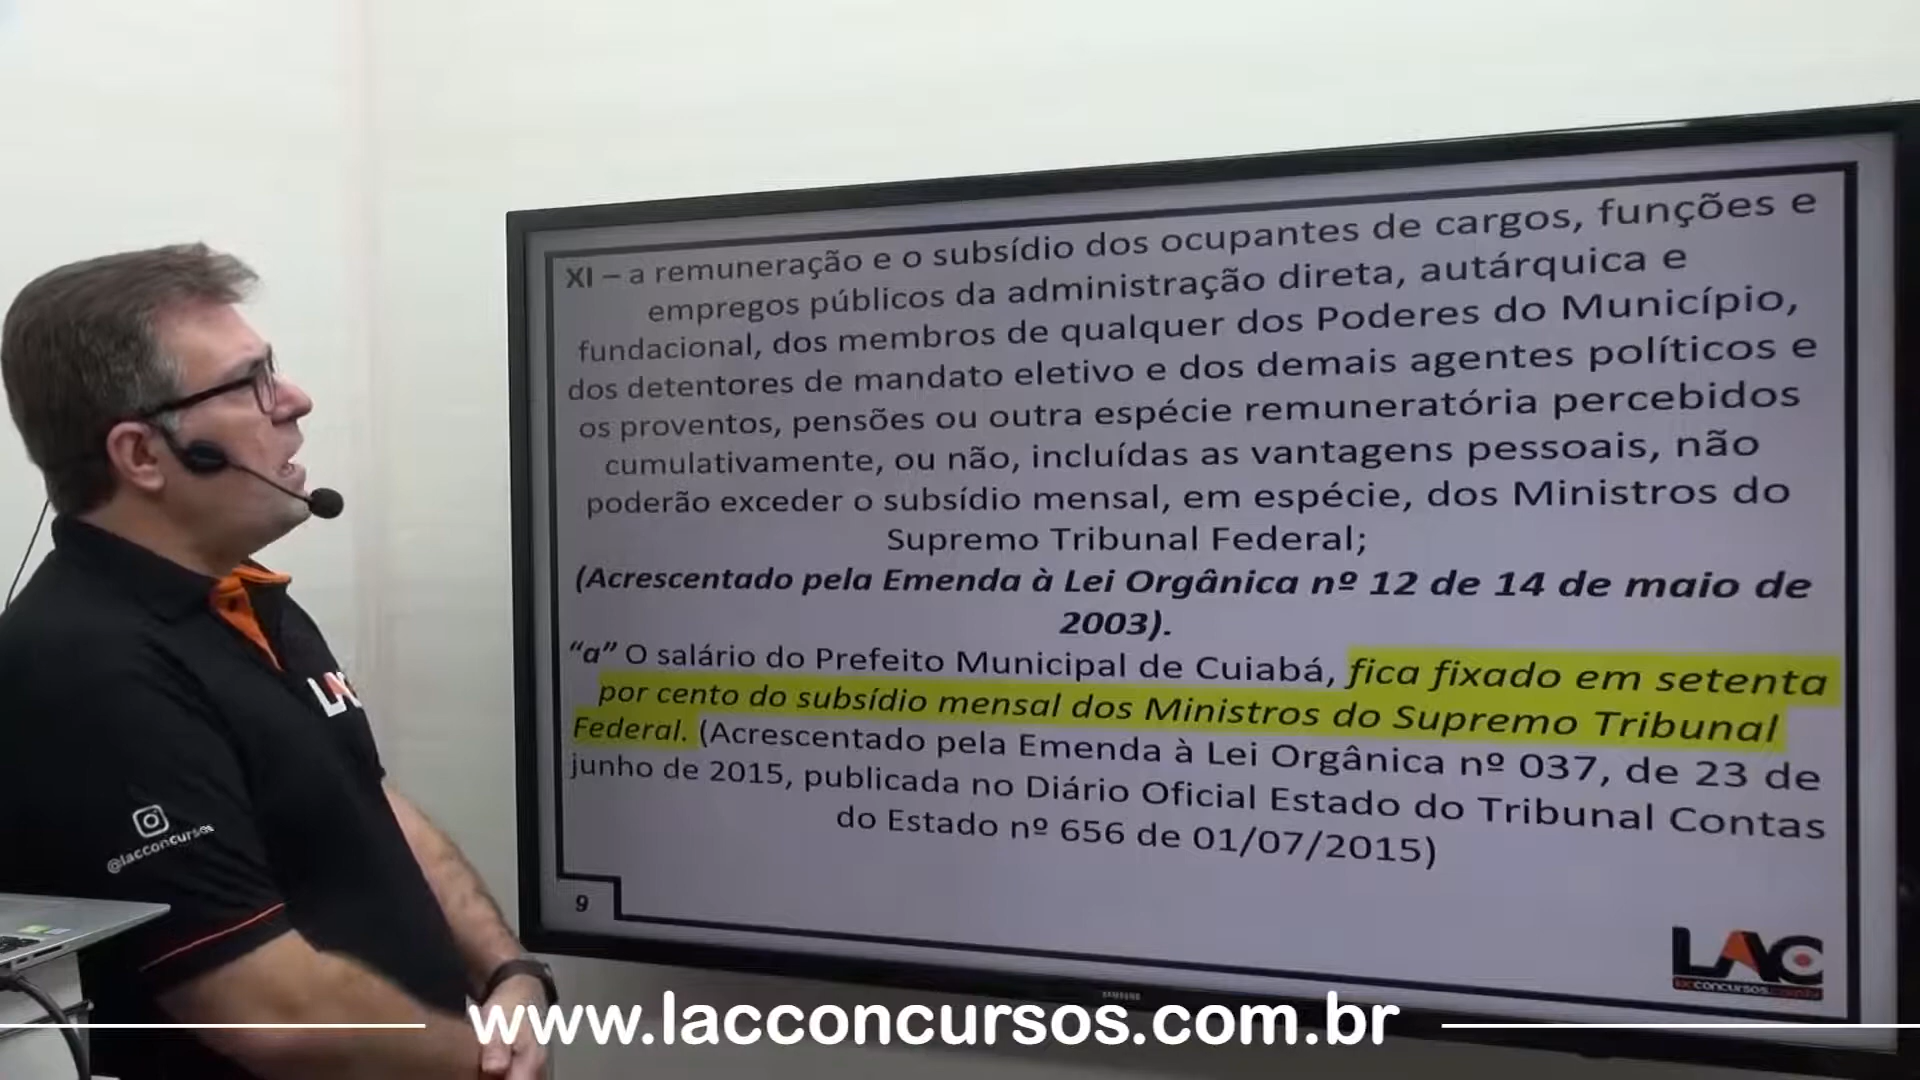 XI – a remuneração e o subsídio dos ocupantes de cargos, funções e
empregos públicos da administração direta, autárquica e
fundacional, dos membros de qualquer dos Poderes do Município,
dos detentores de mandato eletivo e dos demais agentes políticos e
os proventos, pensões ou outra espécie remuneratória percebidos
cumulativamente, ou não, incluídas as vantagens pessoais, não
poderão exceder o subsídio mensal, em espécie, dos Ministros do
Supremo Tribunal Federal;
(Acrescentado pela Emenda à Lei Orgânica nº 12 de 14 de maio de
2003).
“a” O salário do Prefeito Municipal de Cuiabá, fica fixado em setenta
por cento do subsídio mensal dos Ministros do Supremo Tribunal
Federal. (Acrescentado pela Emenda à Lei Orgânica nº 037, de 23 de
junho de 2015, publicada no Diário Oficial Estado do Tribunal Contas
do Estado nº 656 de 01/07/2015)
9
LAC
lacconcursos.com.br
SAMSUNG
LAC
@lacconcursos
www.lacconcursos.com.br